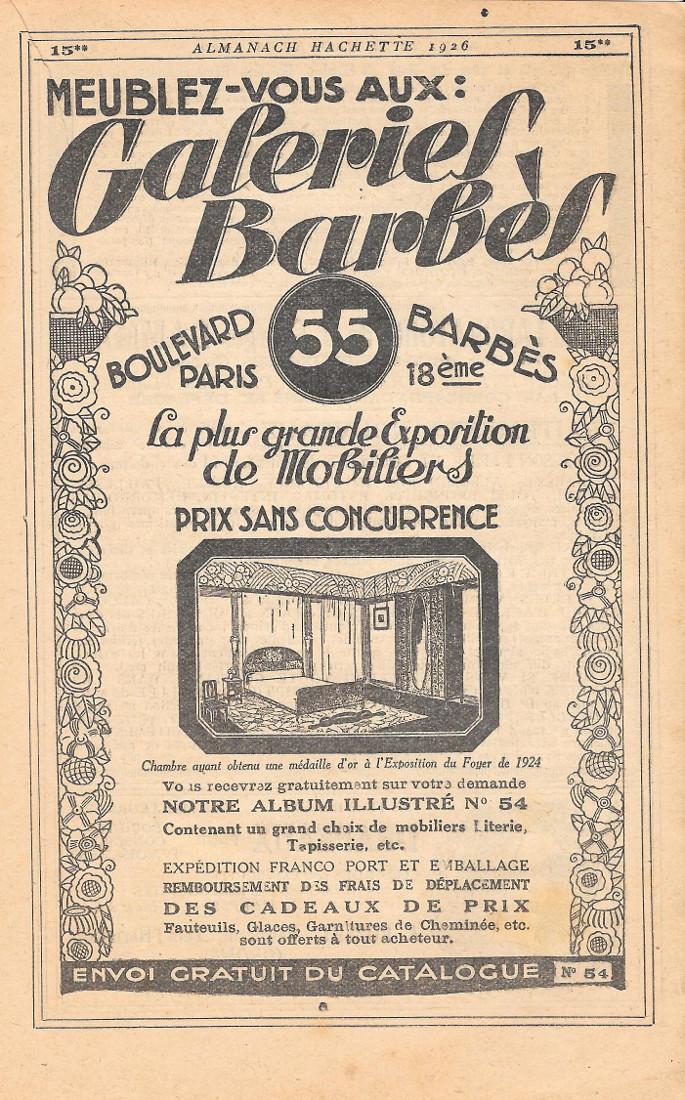 15** ALMANACH HACHETTE 1926 15**
MEUBLEZ-VOUS AUX:
Galeries
Barbès
BOULEVARD 55 BARBÈS
PARIS 18ème
La plus grande Exposition
de Mobiliers
PRIX SANS CONCURRENCE
Chambre ayant obtenu une médaille d'or à l'Exposition du Foyer de 1924
Vous recevrez gratuitement sur votre demande
NOTRE ALBUM ILLUSTRÉ No 54
Contenant un grand choix de mobiliers Literie,
Tapisserie, etc.
EXPÉDITION FRANCO PORT ET EMBALLAGE
REMBOURSEMENT DES FRAIS DE DÉPLACEMENT
DES CADEAUX DE PRIX
Fauteuils, Glaces, Garnitures de Cheminée, etc.
sont offerts à tout acheteur.
ENVOI GRATUIT DU CATALOGUE No 54